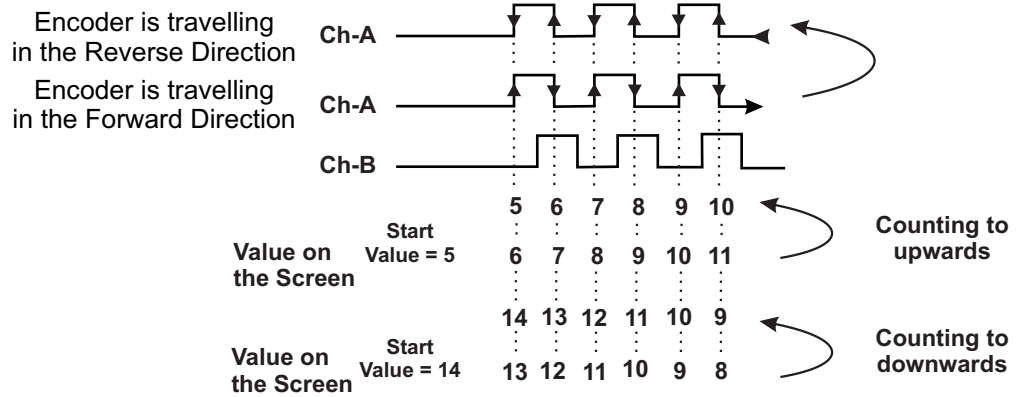 Encoder is travelling
in the Reverse Direction
Ch-A
Encoder is travelling
in the Forward Direction
Ch-A
Ch-B
5 6 7 8 9 10
Counting to
upwards
Value on
the Screen
Start
Value = 5
6 7 8 9 10 11
14 13 12 11 10 9
Counting to
downwards
Value on
the Screen
Start
Value = 14
13 12 11 10 9 8